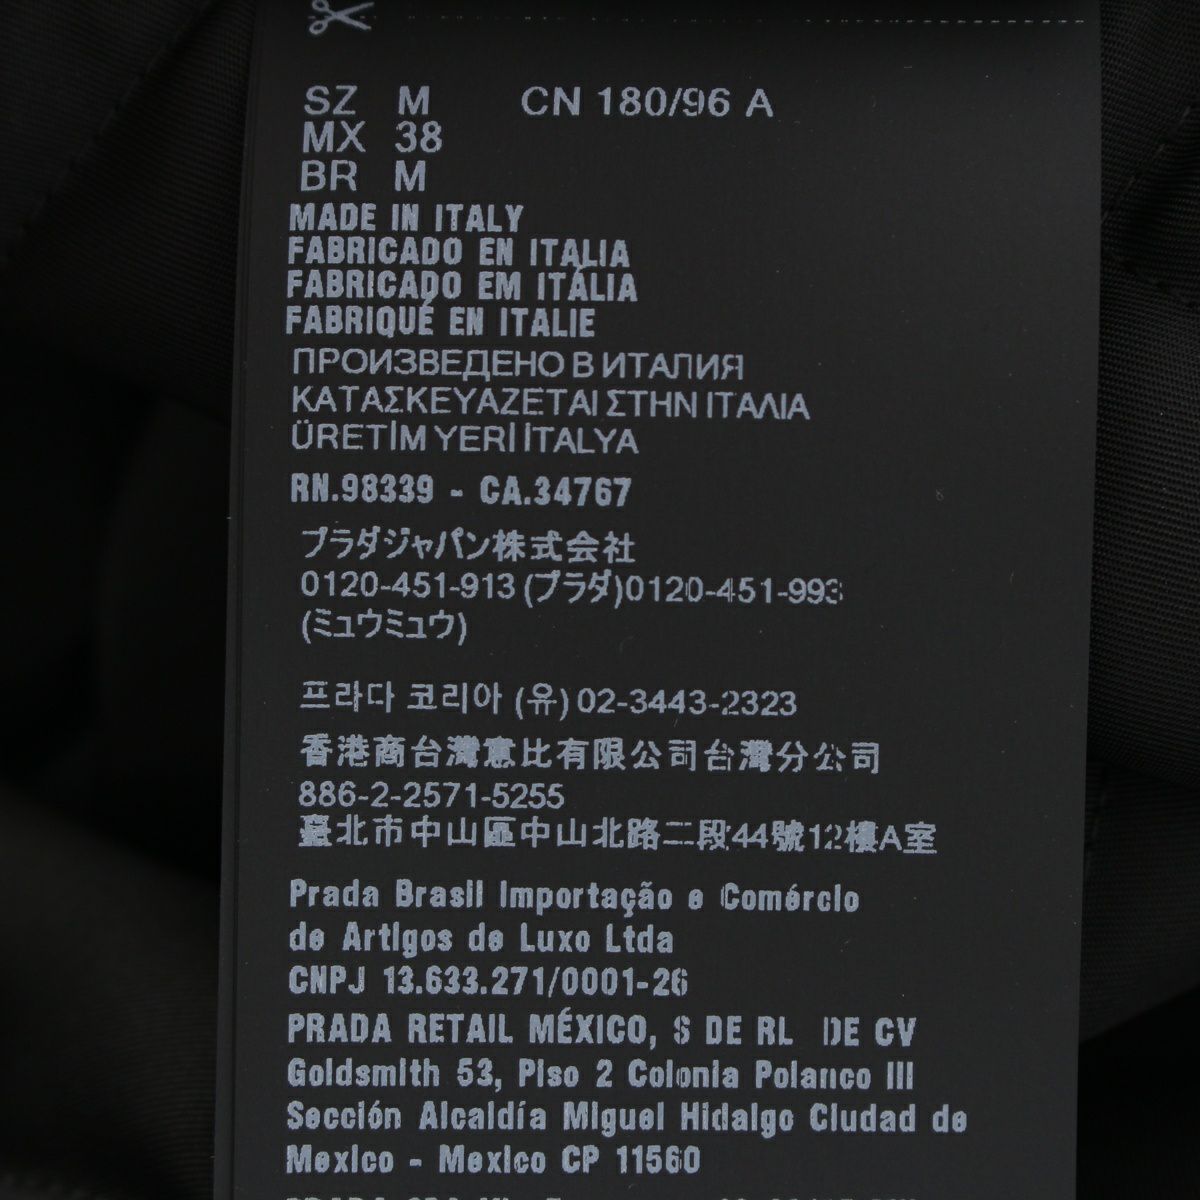 SZ M CN 180/96 A
MX 38
BR M
MADE IN ITALY
FABRICADO EN ITALIA
FABRICADO EM ITÁLIA
FABRIQUÉ EN ITALIE
ПРОИЗВЕДЕНО В ИТАЛИЯ
ΚΑΤΑΣΚΕΥΑΖΕΤΑΙ ΣΤΗΝ ΙΤΑΛΙΑ
ÜRETİM YERİ İTALYA
RN.98339 - CA.34767
プラダジャパン株式会社
0120-451-913 (プラダ)0120-451-993
(ミュウミュウ)
프라다 코리아 (유) 02-3443-2323
香港商台灣惠比有限公司台灣分公司
886-2-2571-5255
臺北市中山區中山北路二段44號12樓A室
Prada Brasil Importação e Comércio
de Artigos de Luxo Ltda
CNPJ 13.633.271/0001-26
PRADA RETAIL MÉXICO, S DE RL DE CV
Goldsmith 53, Piso 2 Colonia Polanco III
Sección Alcaldía Miguel Hidalgo Ciudad de
Mexico - Mexico CP 11560